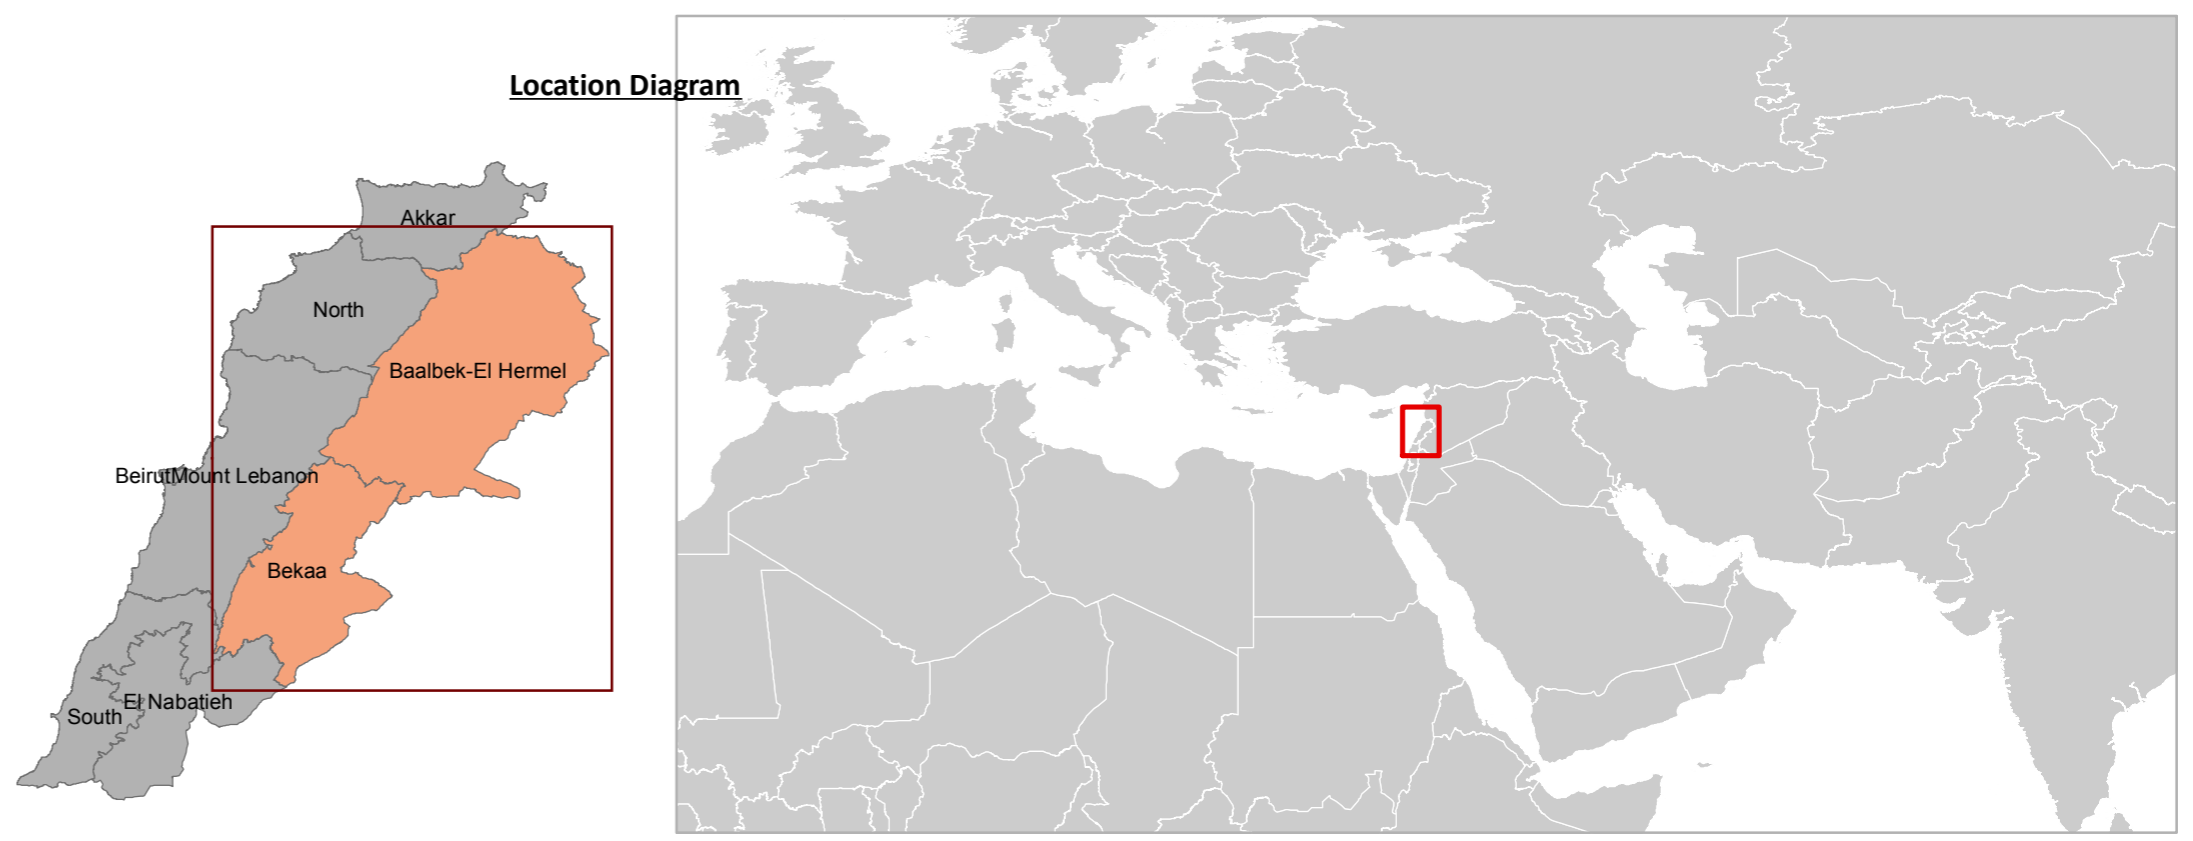 Location Diagram
Akkar
North
Baalbek-El Hermel
BeirutMount Lebanon
Bekaa
El Nabatieh
South